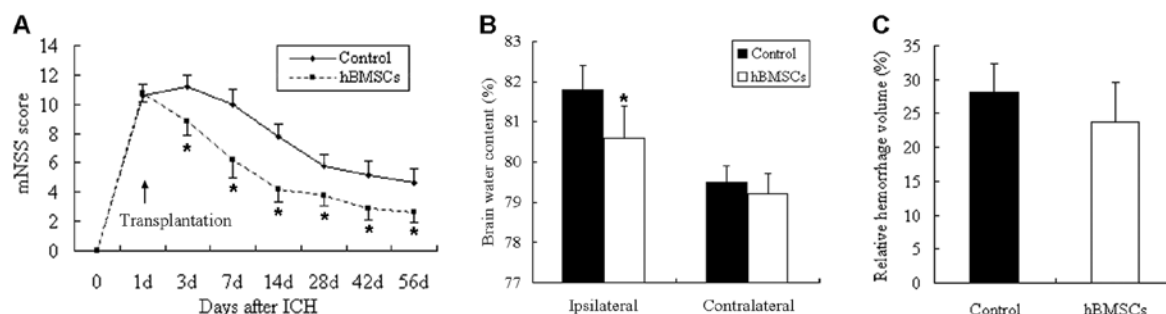 A
mNSS score
14
12
10
8
6
4
2
0
Control
hBMSCs
*
*
*
*
*
*
Transplantation
0 1d 3d 7d 14d 28d 42d 56d
Days after ICH
B
Brain water content (%)
83
82
81
80
79
78
77
Control
hBMSCs
*
Ipsilateral Contralateral
C
Relative hemorrhage volume (%)
35
30
25
20
15
10
5
0
Control hBMSCs